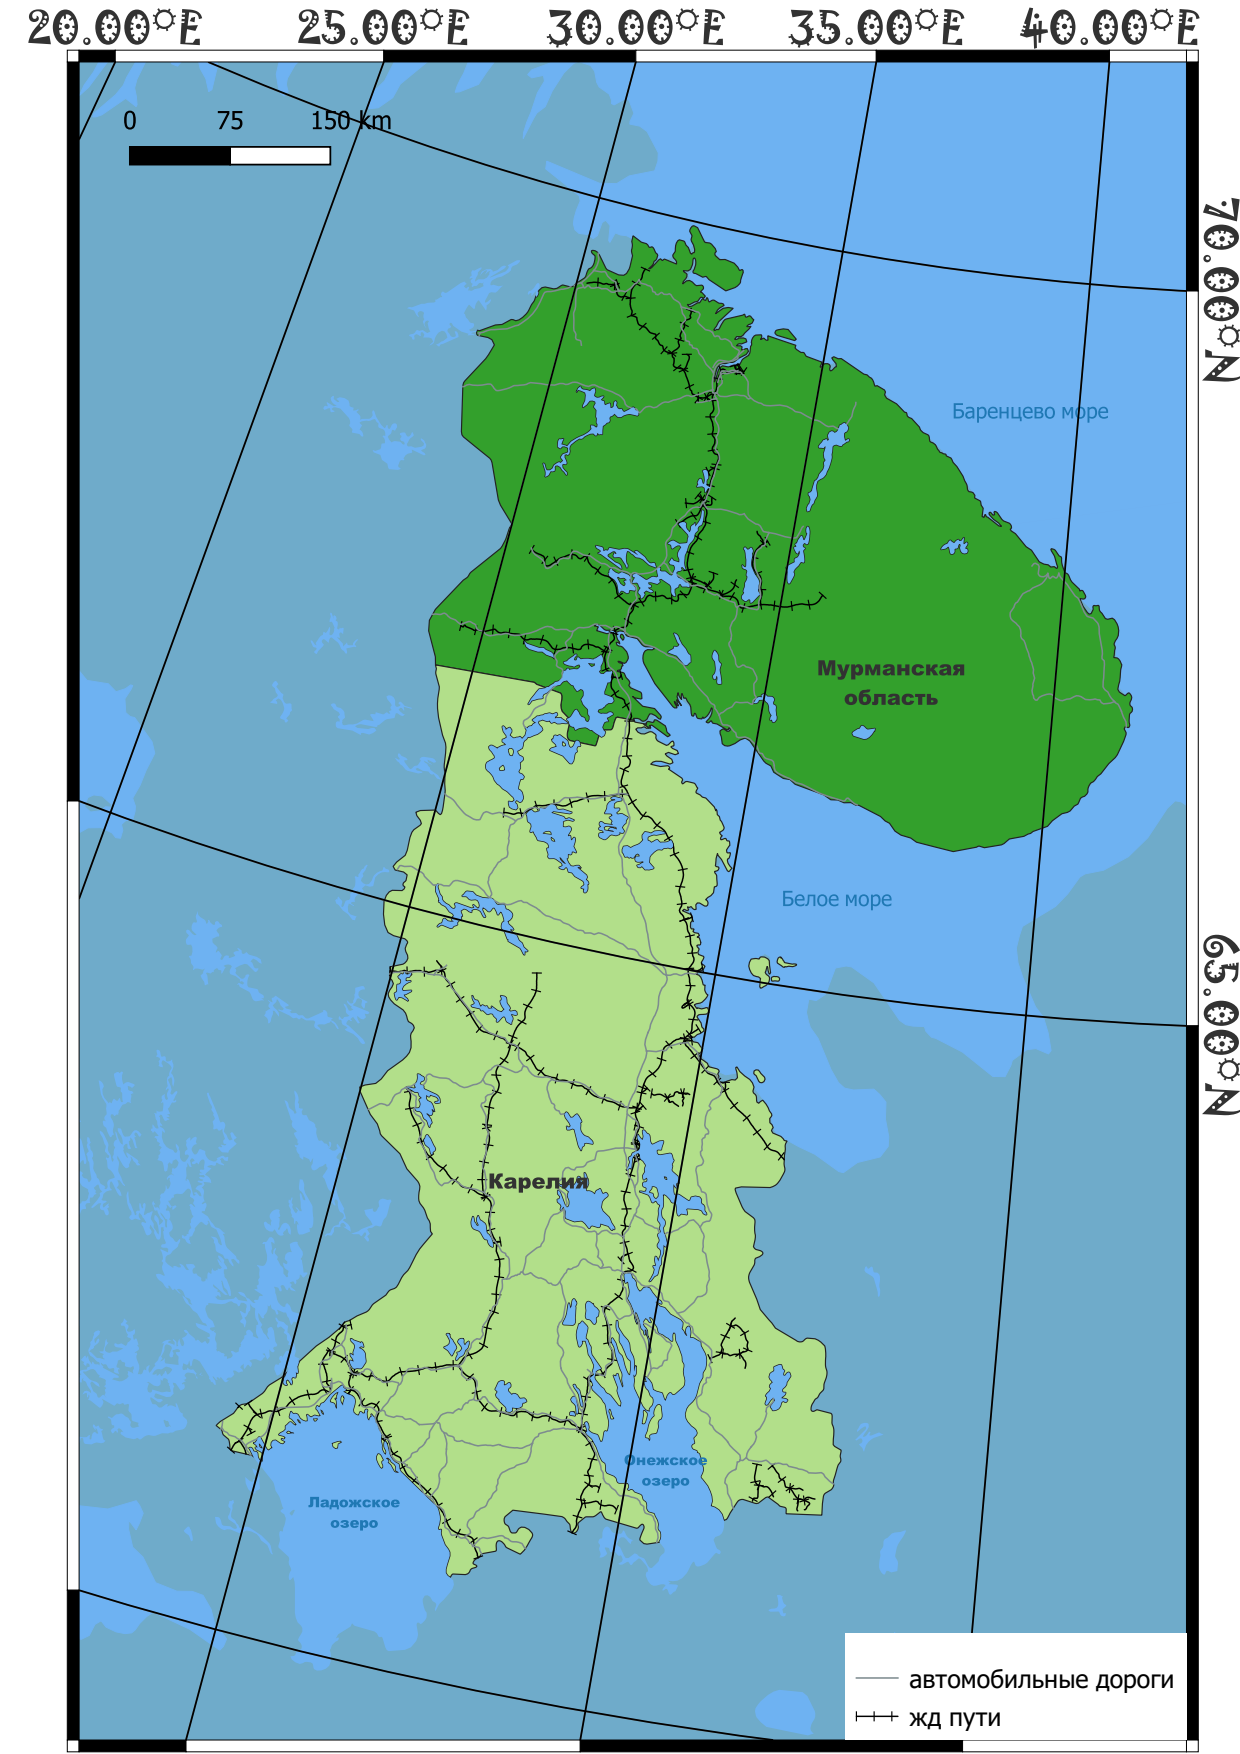 20.00°E 25.00°E 30.00°E 35.00°E 40.00°E
0 75 150 km
70.00°N
Баренцево море
Мурманская
область
Белое море
65.00°N
Карелия
Онежское
озеро
Ладожское
озеро
автомобильные дороги
жд пути